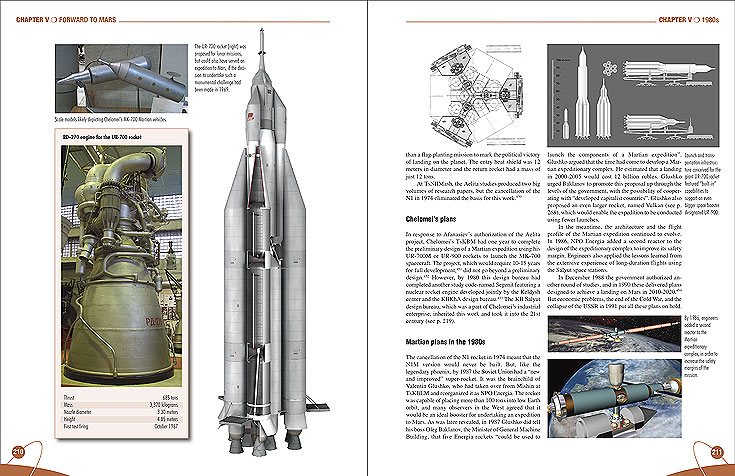 CHAPTER V FORWARD TO MARS
The UR-700 rocket (right) was
proposed for lunar missions,
but could also have served an
expedition to Mars, if the deci-
sion to undertake such a
monumental challenge had
been made in 1969.
Scale models likely depicting Chelomei's MK-700 Martian vehicles.
RD-270 engine for the UR-700 rocket
Thrust 685 tons
Mass 3,370 kilograms
Nozzle diameter 3.30 meters
Height 4.85 meters
First test firing October 1967
210
CHAPTER V 1980s
than a flag-planting mission to mark the political victory
of landing on the planet. The entry heat shield was 12
meters in diameter and the return rocket had a mass of
just 12 tons.
At TsNIIMash, the Aelita studies produced two big
volumes of research papers, but the cancellation of the
N1 in 1974 eliminated the basis for this work.
Chelomei's plans
In response to Afanasiev's authorization of the Aelita
project, Chelomei's TsKBM had one year to complete
the preliminary design of a Martian expedition using his
UR-700M or UR-900 rockets to launch the MK-700
spacecraft. The project, which would require 10-15 years
for full development, did not go beyond a preliminary
design. However, by 1980 this design bureau had
completed another study code-named Segment featuring a
nuclear rocket engine developed jointly by the Keldysh
center and the KBKhA design bureau. The KB Salyut
design bureau, which was a part of Chelomei's industrial
enterprise, inherited this work and took it into the 21st
century (see p. 219).
Martian plans in the 1980s
The cancellation of the N1 rocket in 1974 meant that the
N1M version would never be built. But, like the
legendary phoenix, by 1987 the Soviet Union had a "new
and improved" super-rocket. It was the brainchild of
Valentin Glushko, who had taken over from Mishin at
TsKBEM and reorganized it as NPO Energia. The rocket
was capable of placing more than 100 tons into low Earth
orbit, and many observers in the West agreed that it
would be an ideal booster for undertaking an expedition
to Mars. As was later revealed, in 1987 Glushko did tell
his boss Oleg Baklanov, the Minister of General Machine
Building, that five Energia rockets "could be used to
launch the components of a Martian expedition".
Glushko argued that the time had come to develop a Mar-
tian expeditionary complex. He estimated that a landing
in 2000-2005 would cost 12 billion rubles. Glushko
urged Baklanov to promote this proposal up through the
levels of the government, with the possibility of cooper-
ating with "developed capitalist countries". Glushko also
proposed an even larger rocket, named Vulkan (see p.
268), which would enable the expedition to be conducted
using fewer launches.
In the meantime, the architecture and the flight
profile of the Martian expedition continued to evolve.
In 1986, NPO Energia added a second reactor to the
design of the expeditionary complex to improve its safety
margin. Engineers also applied the lessons learned from
the extensive experience of long-duration flights using
the Salyut space stations.
In December 1988 the government authorized an-
other round of studies, and in 1990 these delivered plans
designed to achieve a landing on Mars in 2010-2020.
But economic problems, the end of the Cold War, and the
collapse of the USSR in 1991 put all these plans on hold.
Launch and trans-
portation infrastruc-
ture conceived by the
giant UR-700 rocket
featured "built-in"
capabilities to
support an even
larger space booster
designated UR-900.
By 1986, engineers
added a second
reactor to the
Martian
expeditionary
complex, in order to
increase the safety
margins of the
mission.
211